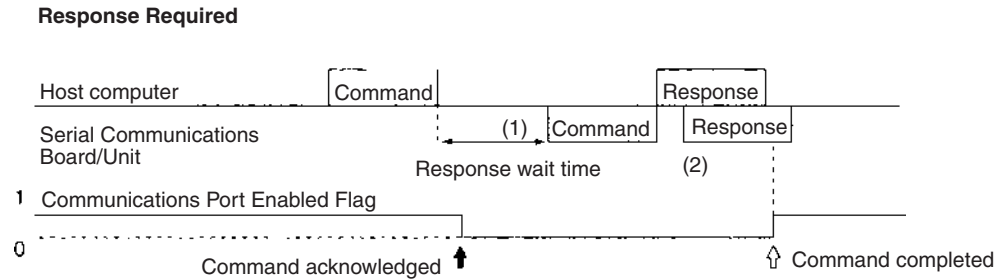 Response Required
Host computer
Command
Response
Serial Communications
Board/Unit
(1)
Command
Response
Response wait time
(2)
1
Communications Port Enabled Flag
0
Command acknowledged
Command completed